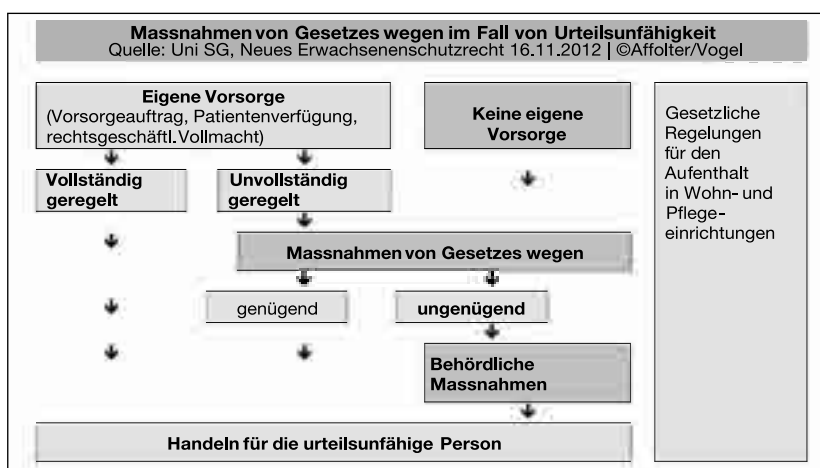 Massnahmen von Gesetzes wegen im Fall von Urteilsunfähigkeit
Quelle: Uni SG, Neues Erwachsenenschutzrecht 16.11.2012 | ©Affolter/Vogel
Eigene Vorsorge
(Vorsorgeauftrag, Patientenverfügung,
rechtsgeschäftl. Vollmacht)
Keine eigene
Vorsorge
Gesetzliche
Regelungen
für den
Aufenthalt
in Wohn- und
Pflege-
einrichtungen
Vollständig
geregelt
Unvollständig
geregelt
Massnahmen von Gesetzes wegen
genügend
ungenügend
Behördliche
Massnahmen
Handeln für die urteilsunfähige Person